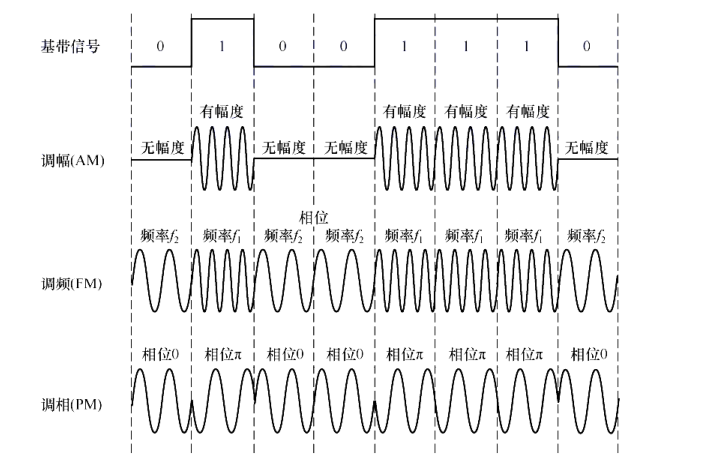 基带信号 0 1 0 0 1 1 1 0
有幅度 有幅度 有幅度 有幅度
调幅(AM) 无幅度 无幅度 无幅度 无幅度
相位
频率f₂ 频率f₁ 频率f₂ 频率f₂ 频率f₁ 频率f₁ 频率f₁ 频率f₂
调频(FM)
相位0 相位π 相位0 相位0 相位π 相位π 相位π 相位0
调相(PM)